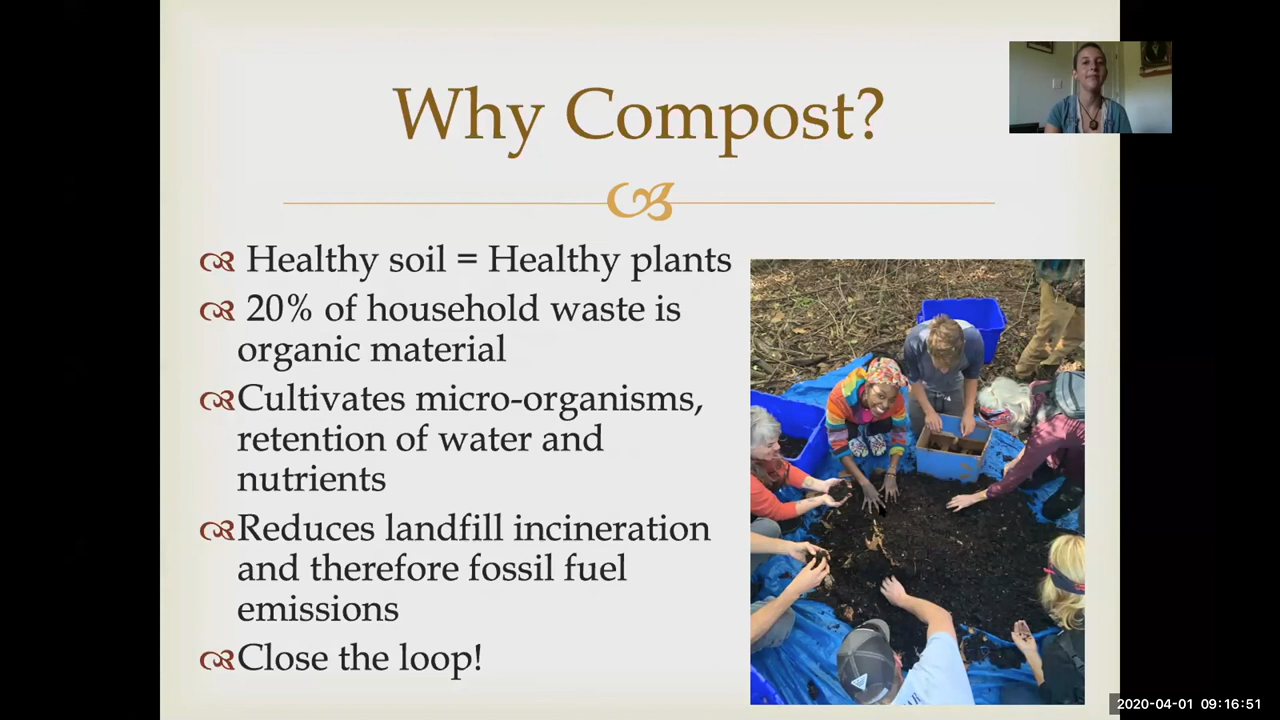 Why Compost?
Healthy soil = Healthy plants
20% of household waste is
organic material
Cultivates micro-organisms,
retention of water and
nutrients
Reduces landfill incineration
and therefore fossil fuel
emissions
Close the loop!
2020-04-01 09:16:51